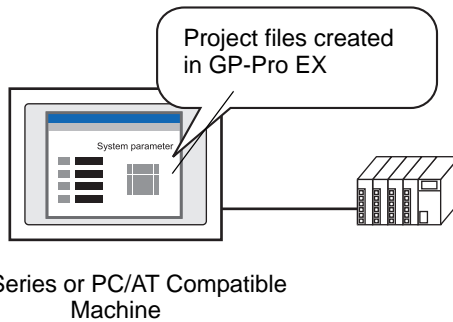 Project files created
in GP-Pro EX
System parameter
Series or PC/AT Compatible
Machine